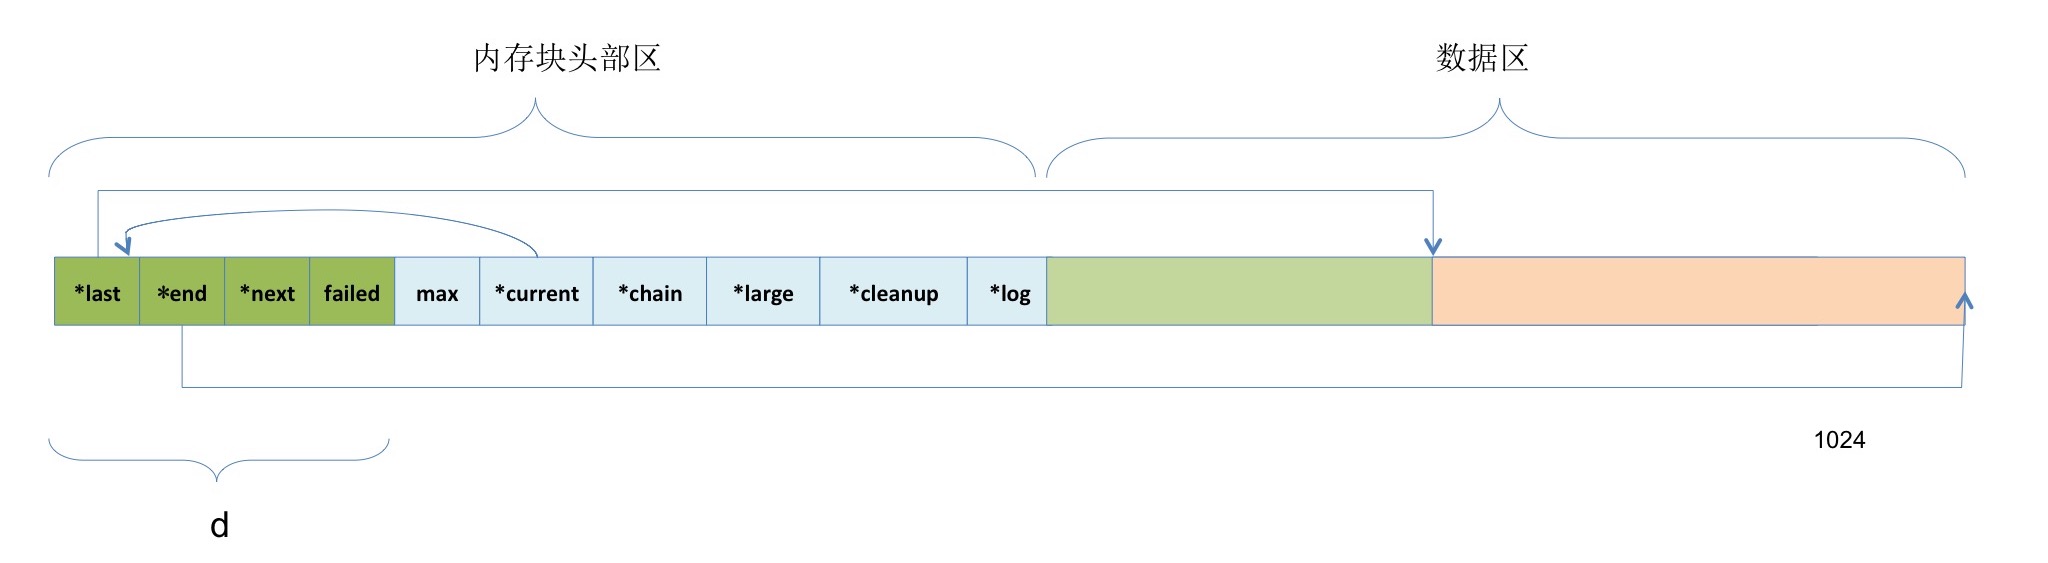 内存块头部区 数据区
*last *end *next failed max *current *chain *large *cleanup *log
1024
d